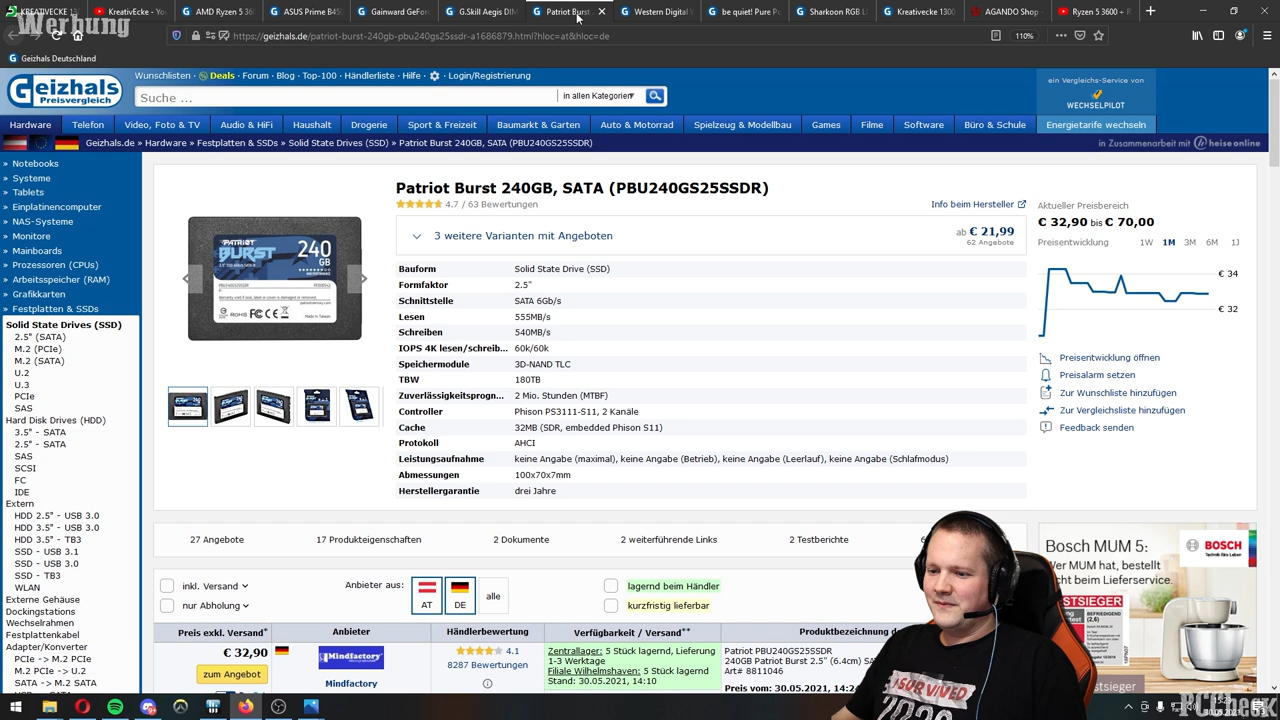 KREATIVECKE 13
KreativEcke - You
AMD Ryzen 5 3
ASUS Prime B45
Gainward GeFor
G.Skill Aegis DIM
Patriot Burst
Western Digital
be quiet! Pure Po
Sharkoon RGB L
Kreativecke 1300
AGANDO Shop -
Ryzen 5 3600 + R
Werbung
https://geizhals.de/patriot-burst-240gb-pbu240gs25ssdr-a1686879.html?hloc=at&hloc=de
110%
Geizhals Deutschland
Geizhals
Preisvergleich
Wunschlisten · Deals · Forum · Blog · Top-100 · Händlerliste · Hilfe · Login/Registrierung
Suche ...
in allen Kategorien
ein Vergleichs-Service von
WECHSELPILOT
Hardware
Telefon
Video, Foto & TV
Audio & HiFi
Haushalt
Drogerie
Sport & Freizeit
Baumarkt & Garten
Auto & Motorrad
Spielzeug & Modellbau
Games
Filme
Software
Büro & Schule
Energietarife wechseln
Geizhals.de » Hardware » Festplatten & SSDs » Solid State Drives (SSD) » Patriot Burst 240GB, SATA (PBU240GS25SSDR)
in Zusammenarbeit mit heise online
» Notebooks
» Systeme
» Tablets
» Einplatinencomputer
» NAS-Systeme
» Monitore
» Mainboards
» Prozessoren (CPUs)
» Arbeitsspeicher (RAM)
» Grafikkarten
» Festplatten & SSDs
Solid State Drives (SSD)
2.5" (SATA)
M.2 (PCIe)
M.2 (SATA)
U.2
U.3
PCIe
SAS
Hard Disk Drives (HDD)
3.5" - SATA
2.5" - SATA
SAS
SCSI
FC
IDE
Extern
HDD 2.5" - USB 3.0
HDD 3.5" - USB 3.0
HDD 3.5" - TB3
SSD - USB 3.1
SSD - USB 3.0
SSD - TB3
WLAN
Externe Gehäuse
Dockingstations
Wechselrahmen
Festplattenkabel
Adapter/Konverter
PCIe -> M.2 PCIe
M.2 PCIe -> U.2
SATA -> M.2 SATA
Patriot Burst 240GB, SATA (PBU240GS25SSDR)
4.7 / 63 Bewertungen
Info beim Hersteller
PATRIOT
BURST
240
GB
3 weitere Varianten mit Angeboten
ab € 21,99
62 Angebote
Bauform Solid State Drive (SSD)
Formfaktor 2.5"
Schnittstelle SATA 6Gb/s
Lesen 555MB/s
Schreiben 540MB/s
IOPS 4K lesen/schreib... 60k/60k
Speichermodule 3D-NAND TLC
TBW 180TB
Zuverlässigkeitsprogn... 2 Mio. Stunden (MTBF)
Controller Phison PS3111-S11, 2 Kanäle
Cache 32MB (SDR, embedded Phison S11)
Protokoll AHCI
Leistungsaufnahme keine Angabe (maximal), keine Angabe (Betrieb), keine Angabe (Leerlauf), keine Angabe (Schlafmodus)
Abmessungen 100x70x7mm
Herstellergarantie drei Jahre
Aktueller Preisbereich
€ 32,90 bis € 70,00
Preisentwicklung 1W 1M 3M 6M 1J
€ 34
€ 32
Preisentwicklung öffnen
Preisalarm setzen
Zur Wunschliste hinzufügen
Zur Vergleichsliste hinzufügen
Feedback senden
27 Angebote
17 Produkteigenschaften
2 Dokumente
2 weiterführende Links
2 Testberichte
inkl. Versand
nur Abholung
Anbieter aus:
AT
DE
alle
lagernd beim Händler
kurzfristig lieferbar
Preis exkl. Versand*
Anbieter
Händlerbewertung
Verfügbarkeit / Versand**
Produktbezeichnung d
€ 32,90
zum Angebot
Mindfactory
Mindfactory
4.1
8287 Bewertungen
Zentrallager: 5 Stück lagernd, Lieferung
1-3 Werktage
Filiale Wilhelmshaven: 5 Stück lagernd
Stand: 30.05.2021, 14:10
Patriot PBU240GS25SSDR
240GB Patriot Burst 2.5" (6.4cm) SA
Art# 8811046
Preis vom: 30.05.2021, 14:24
Bosch MUM 5:
Wer MUM hat, bestellt
BOSCH
TESTSIEGER
stsieger
I SURVIVED
2020
PCCheck